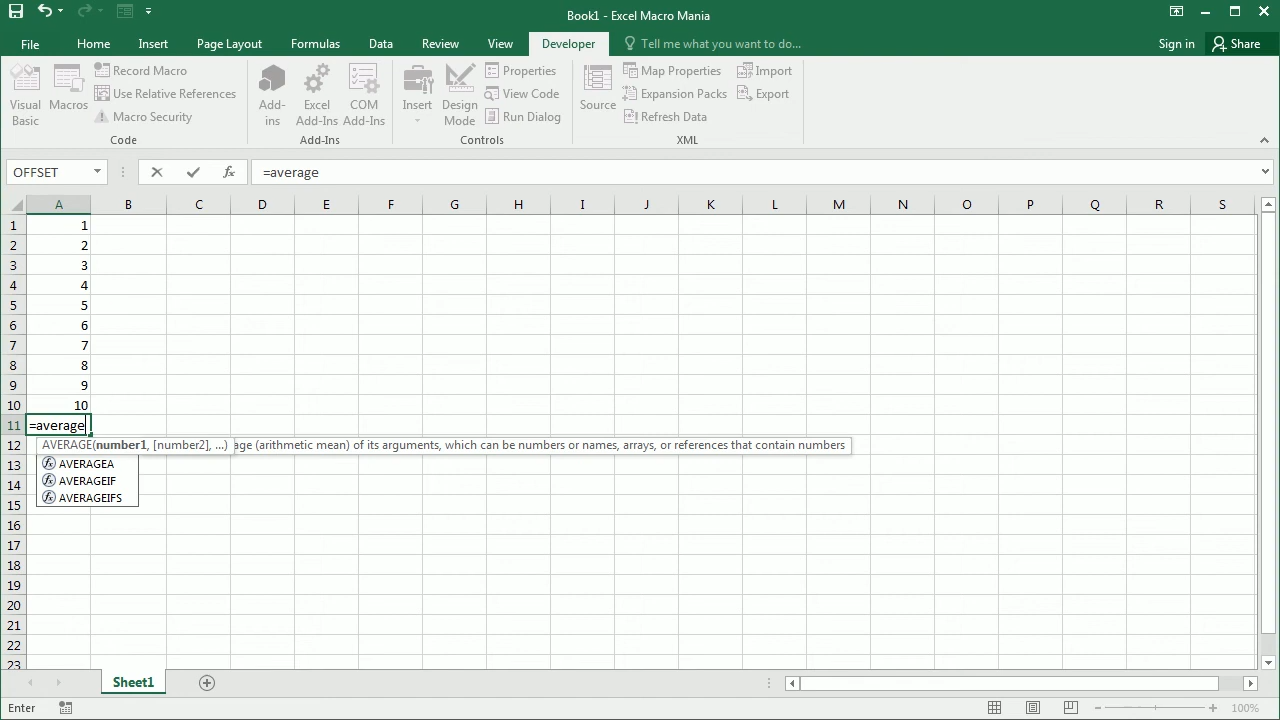 Book1 - Excel Macro Mania
File Home Insert Page Layout Formulas Data Review View Developer Tell me what you want to do... Sign in Share
Visual Basic
Macros
Record Macro
Use Relative References
Macro Security
Code
Add-ins
Excel Add-Ins
COM Add-Ins
Add-Ins
Insert
Design Mode
Properties
View Code
Run Dialog
Controls
Source
Map Properties
Expansion Packs
Refresh Data
Import
Export
XML
OFFSET fx =average
A B C D E F G H I J K L M N O P Q R S
1 1
2 2
3 3
4 4
5 5
6 6
7 7
8 8
9 9
10 10
11 =average
12 AVERAGE(number1, [number2], ...) age (arithmetic mean) of its arguments, which can be numbers or names, arrays, or references that contain numbers
13 fx AVERAGEA
14 fx AVERAGEIF
15 fx AVERAGEIFS
16
17
18
19
20
21
22
23
Sheet1
Enter 100%